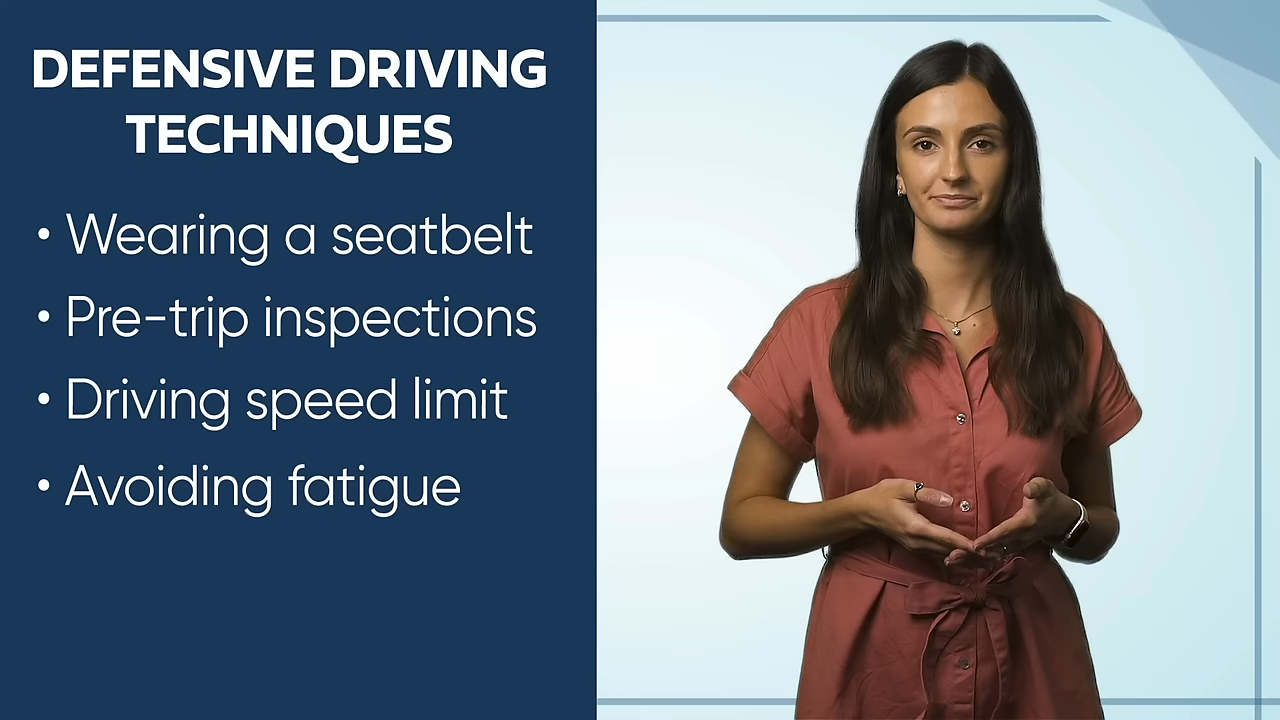 DEFENSIVE DRIVING
TECHNIQUES
• Wearing a seatbelt
• Pre-trip inspections
• Driving speed limit
• Avoiding fatigue